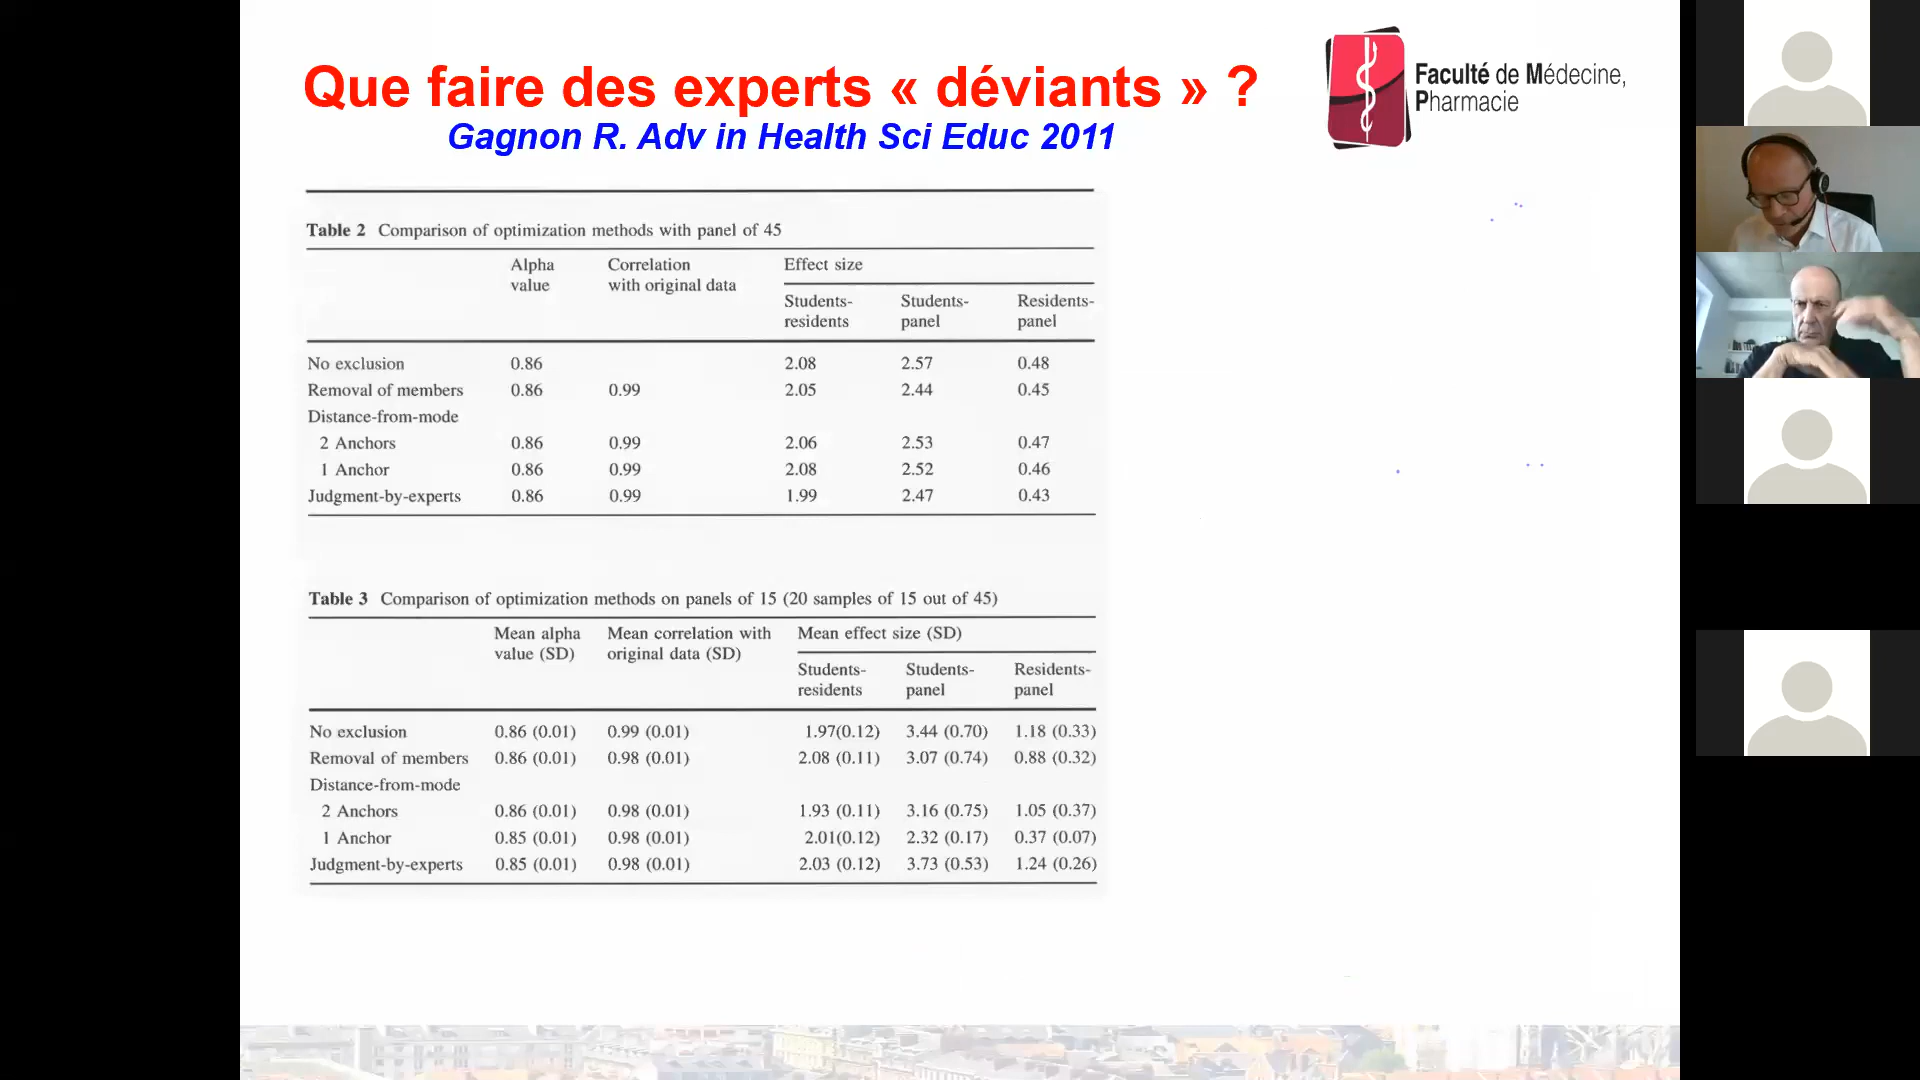 Que faire des experts « déviants » ?
Gagnon R. Adv in Health Sci Educ 2011
Faculté de Médecine,
Pharmacie
Table 2 Comparison of optimization methods with panel of 45
Alpha value Correlation with original data Effect size
Students-residents Students-panel Residents-panel
No exclusion 0.86 2.08 2.57 0.48
Removal of members 0.86 0.99 2.05 2.44 0.45
Distance-from-mode
2 Anchors 0.86 0.99 2.06 2.53 0.47
1 Anchor 0.86 0.99 2.08 2.52 0.46
Judgment-by-experts 0.86 0.99 1.99 2.47 0.43
Table 3 Comparison of optimization methods on panels of 15 (20 samples of 15 out of 45)
Mean alpha value (SD) Mean correlation with original data (SD) Mean effect size (SD)
Students-residents Students-panel Residents-panel
No exclusion 0.86 (0.01) 0.99 (0.01) 1.97(0.12) 3.44 (0.70) 1.18 (0.33)
Removal of members 0.86 (0.01) 0.98 (0.01) 2.08 (0.11) 3.07 (0.74) 0.88 (0.32)
Distance-from-mode
2 Anchors 0.86 (0.01) 0.98 (0.01) 1.93 (0.11) 3.16 (0.75) 1.05 (0.37)
1 Anchor 0.85 (0.01) 0.98 (0.01) 2.01(0.12) 2.32 (0.17) 0.37 (0.07)
Judgment-by-experts 0.85 (0.01) 0.98 (0.01) 2.03 (0.12) 3.73 (0.53) 1.24 (0.26)